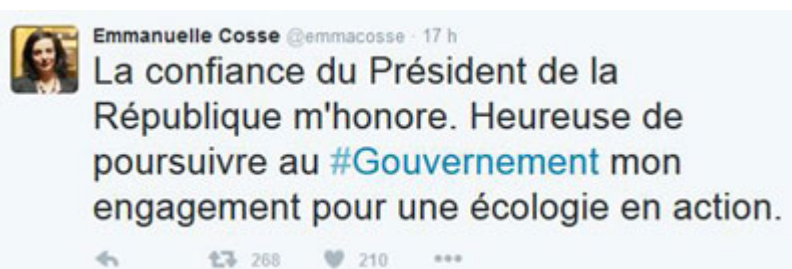 Emmanuelle Cosse @emmacosse · 17 h
La confiance du Président de la
République m'honore. Heureuse de
poursuivre au #Gouvernement mon
engagement pour une écologie en action.
268 210